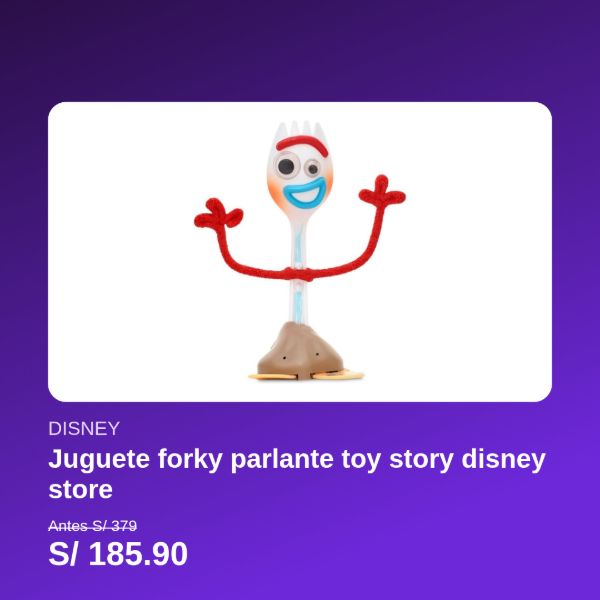 DISNEY
Juguete forky parlante toy story disney
store
Antes S/ 379
S/ 185.90